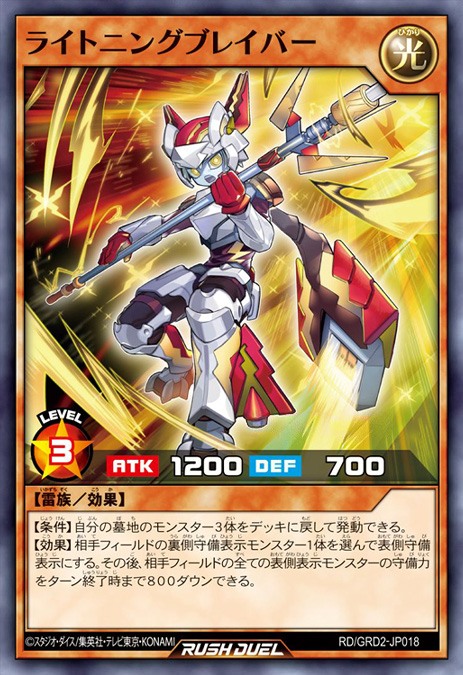 ライトニングブレイバー
ひかり
光
LEVEL
3
ATK 1200 DEF 700
【雷族／効果】
【条件】自分の墓地のモンスター3体をデッキに戻して発動できる。
【効果】相手フィールドの裏側守備表示モンスター1体を選んで表側守備
表示にする。その後、相手フィールドの全ての表側表示モンスターの守備力
をターン終了時まで800ダウンできる。
©スタジオ・ダイス/集英社・テレビ東京・KONAMI
RUSH DUEL
RD/GRD2-JP018